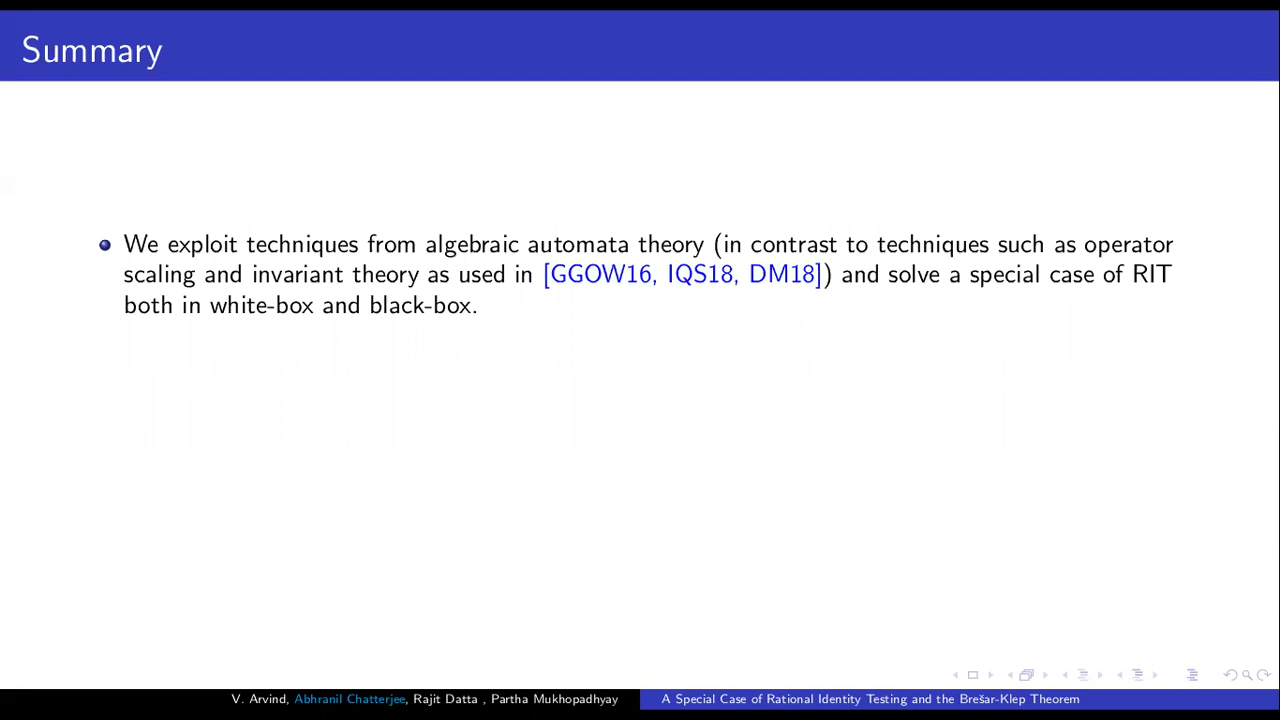 Summary
We exploit techniques from algebraic automata theory (in contrast to techniques such as operator
scaling and invariant theory as used in [GGOW16, IQS18, DM18]) and solve a special case of RIT
both in white-box and black-box.
V. Arvind, Abhranil Chatterjee, Rajit Datta , Partha Mukhopadhyay
A Special Case of Rational Identity Testing and the Brešar-Klep Theorem